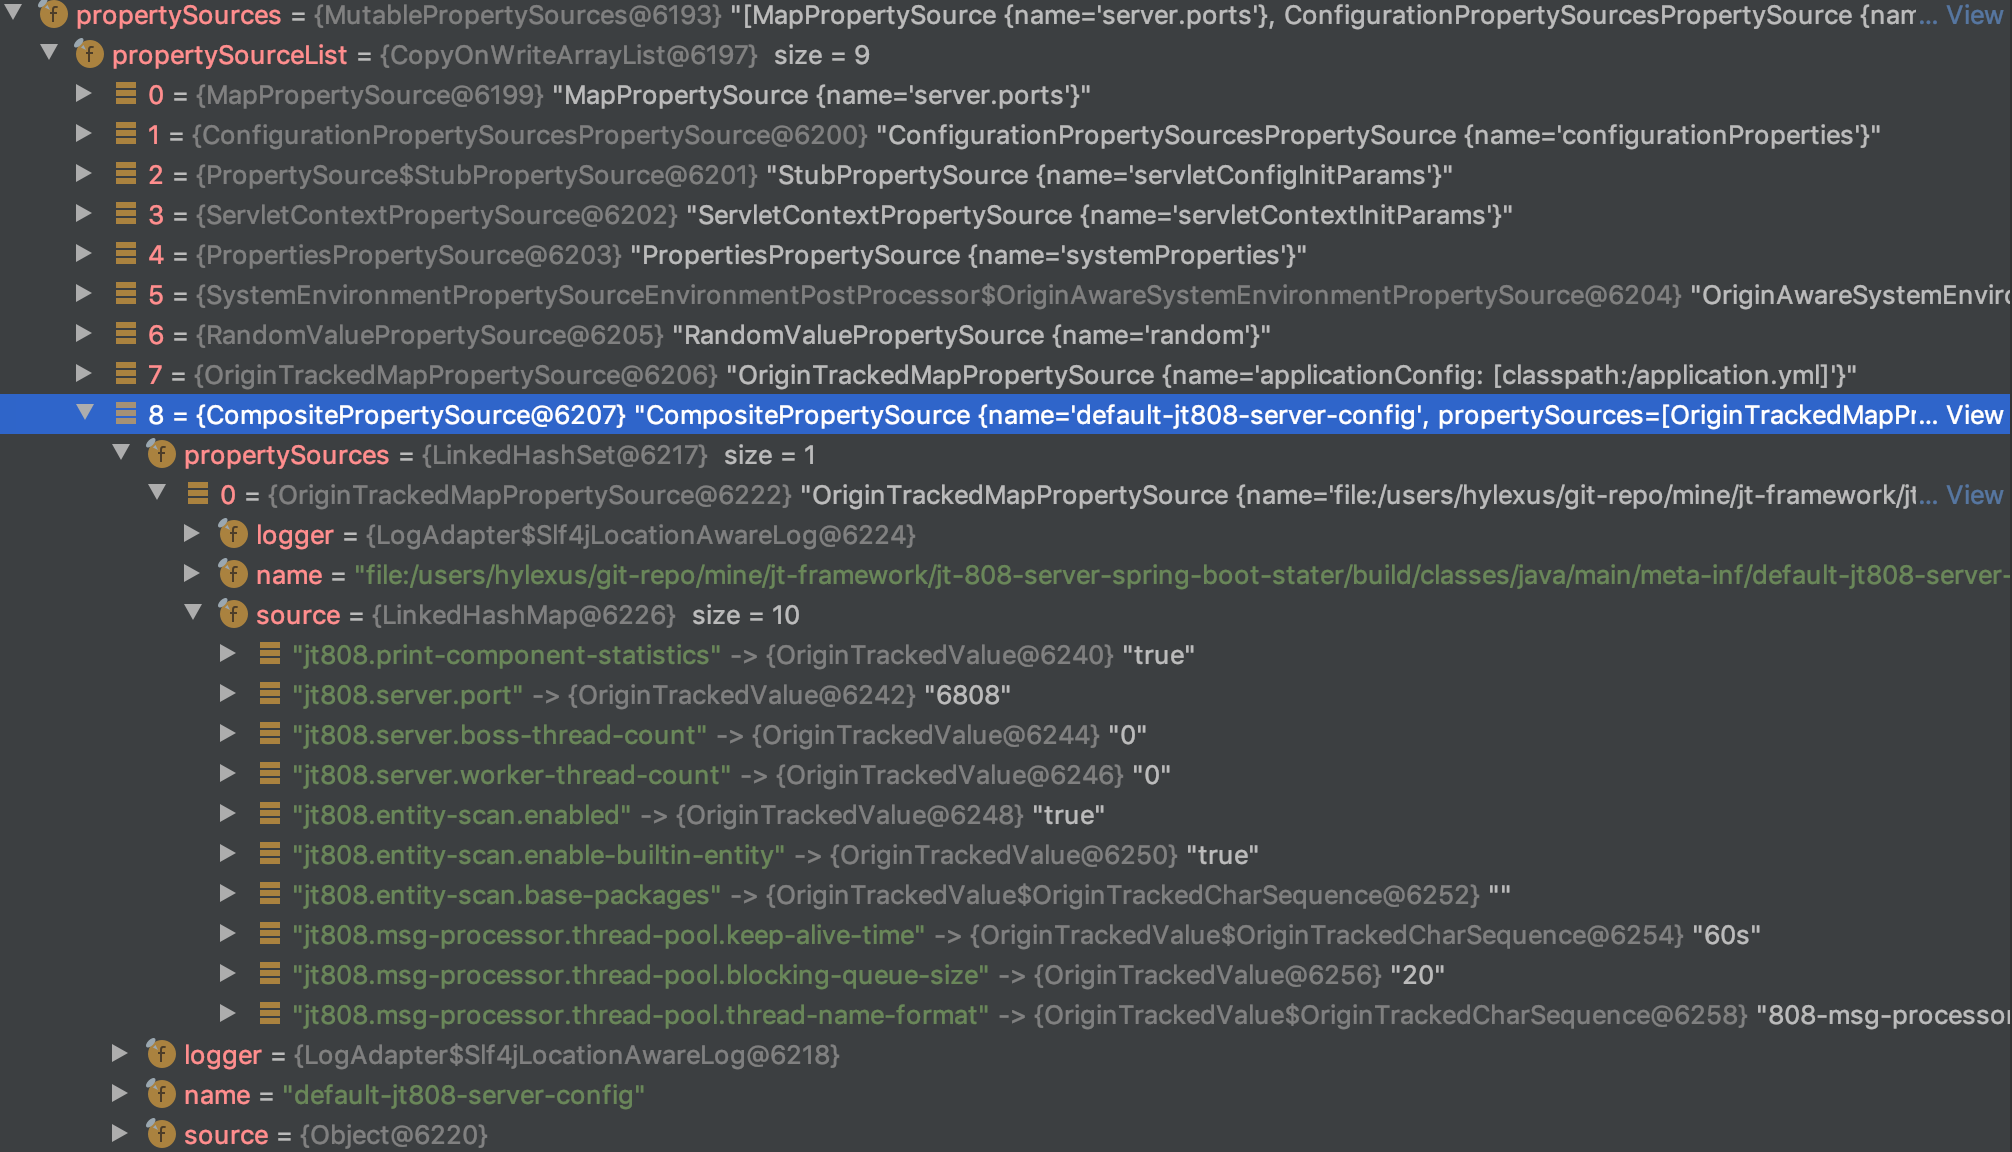 propertySources = {MutablePropertySources@6193} "[MapPropertySource {name='server.ports'}, ConfigurationPropertySourcesPropertySource {nam... View
propertySourceList = {CopyOnWriteArrayList@6197} size = 9
0 = {MapPropertySource@6199} "MapPropertySource {name='server.ports'}"
1 = {ConfigurationPropertySourcesPropertySource@6200} "ConfigurationPropertySourcesPropertySource {name='configurationProperties'}"
2 = {PropertySource$StubPropertySource@6201} "StubPropertySource {name='servletConfigInitParams'}"
3 = {ServletContextPropertySource@6202} "ServletContextPropertySource {name='servletContextInitParams'}"
4 = {PropertiesPropertySource@6203} "PropertiesPropertySource {name='systemProperties'}"
5 = {SystemEnvironmentPropertySourceEnvironmentPostProcessor$OriginAwareSystemEnvironmentPropertySource@6204} "OriginAwareSystemEnviro
6 = {RandomValuePropertySource@6205} "RandomValuePropertySource {name='random'}"
7 = {OriginTrackedMapPropertySource@6206} "OriginTrackedMapPropertySource {name='applicationConfig: [classpath:/application.yml]'}"
8 = {CompositePropertySource@6207} "CompositePropertySource {name='default-jt808-server-config', propertySources=[OriginTrackedMapPr... View
propertySources = {LinkedHashSet@6217} size = 1
0 = {OriginTrackedMapPropertySource@6222} "OriginTrackedMapPropertySource {name='file:/users/hylexus/git-repo/mine/jt-framework/jt... View
logger = {LogAdapter$Slf4jLocationAwareLog@6224}
name = "file:/users/hylexus/git-repo/mine/jt-framework/jt-808-server-spring-boot-stater/build/classes/java/main/meta-inf/default-jt808-server-
source = {LinkedHashMap@6226} size = 10
"jt808.print-component-statistics" -> {OriginTrackedValue@6240} "true"
"jt808.server.port" -> {OriginTrackedValue@6242} "6808"
"jt808.server.boss-thread-count" -> {OriginTrackedValue@6244} "0"
"jt808.server.worker-thread-count" -> {OriginTrackedValue@6246} "0"
"jt808.entity-scan.enabled" -> {OriginTrackedValue@6248} "true"
"jt808.entity-scan.enable-builtin-entity" -> {OriginTrackedValue@6250} "true"
"jt808.entity-scan.base-packages" -> {OriginTrackedValue$OriginTrackedCharSequence@6252} ""
"jt808.msg-processor.thread-pool.keep-alive-time" -> {OriginTrackedValue$OriginTrackedCharSequence@6254} "60s"
"jt808.msg-processor.thread-pool.blocking-queue-size" -> {OriginTrackedValue@6256} "20"
"jt808.msg-processor.thread-pool.thread-name-format" -> {OriginTrackedValue$OriginTrackedCharSequence@6258} "808-msg-processor
logger = {LogAdapter$Slf4jLocationAwareLog@6218}
name = "default-jt808-server-config"
source = {Object@6220}